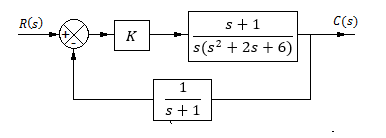 R(s)
+
-
K
s + 1
s(s² + 2s + 6)
C(s)
1
s + 1